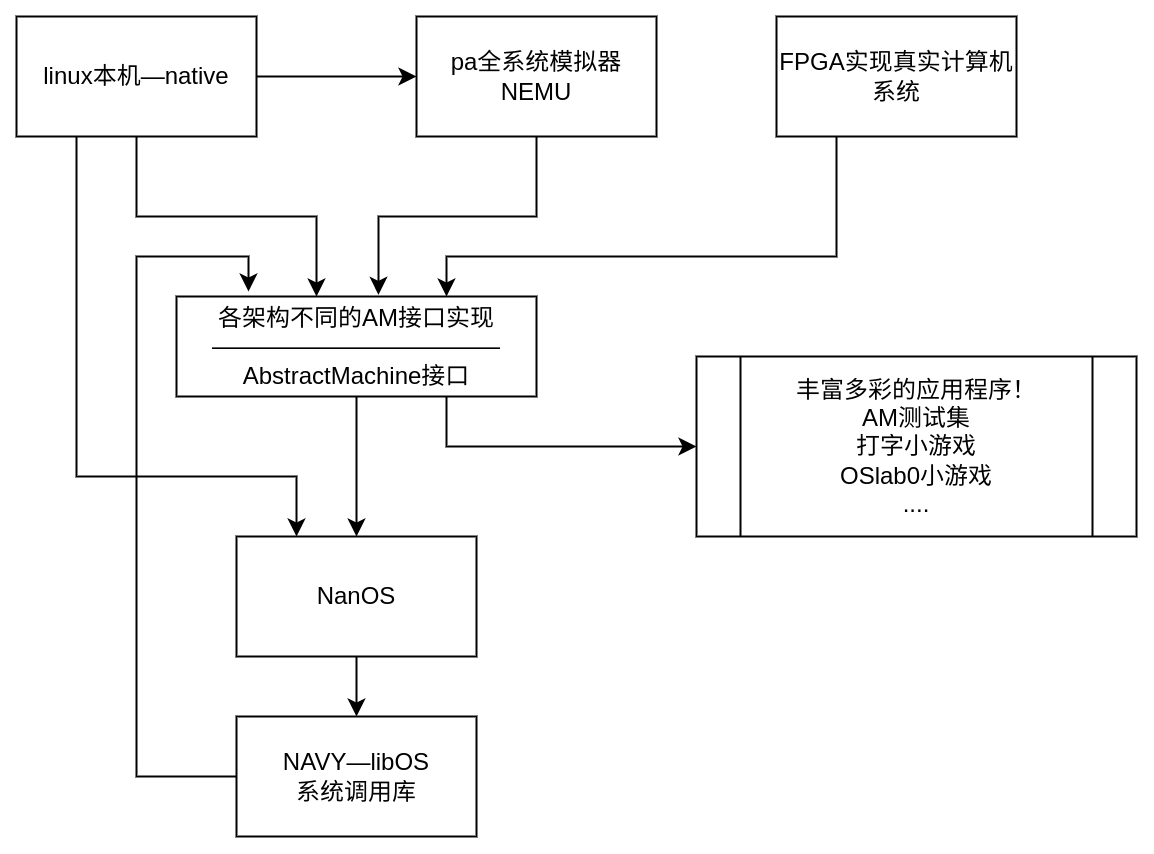 linux本机—native
pa全系统模拟器
NEMU
FPGA实现真实计算机
系统
各架构不同的AM接口实现
AbstractMachine接口
丰富多彩的应用程序！
AM测试集
打字小游戏
OSlab0小游戏
....
NanOS
NAVY—libOS
系统调用库